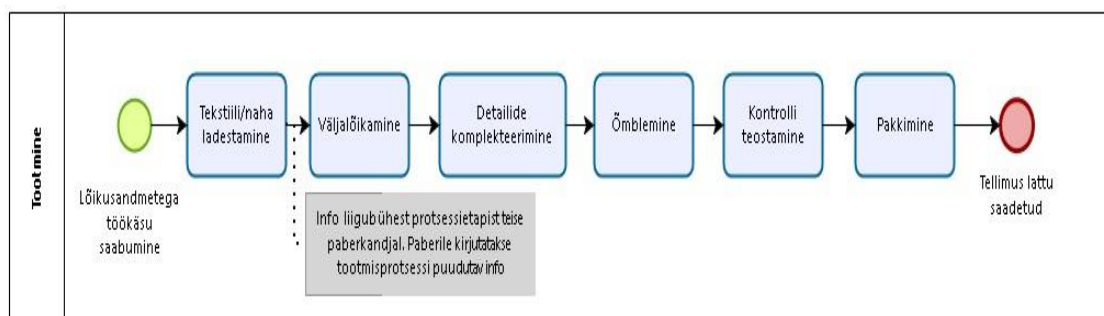 Tootmine
Lõikusandmetega
töökäsu
saabumine
Tekstiili/naha
ladestamine
Väljalõikamine
Detailide
komplekteerimine
Õmblemine
Kontrolli
teostamine
Pakkimine
Tellimus lattu
saadetud
Info liigub ühest protsessietapist teise
paberkandjal. Paberile kirjutatakse
tootmisprotsessi puudutav info